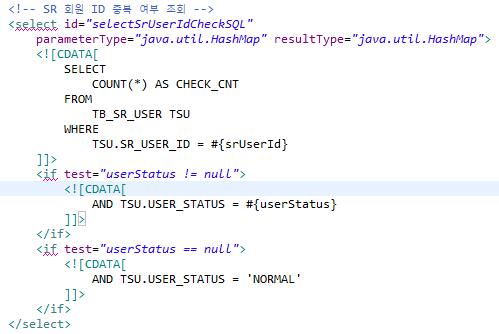 <!-- SR 회원 ID 중복 여부 조회 -->
<select id="selectSrUserIdCheckSQL"
    parameterType="java.util.HashMap" resultType="java.util.HashMap">
    <![CDATA[
        SELECT
            COUNT(*) AS CHECK_CNT
        FROM
            TB_SR_USER TSU
        WHERE
            TSU.SR_USER_ID = #{srUserId}
    ]]>
    <if test="userStatus != null">
        <![CDATA[
            AND TSU.USER_STATUS = #{userStatus}
        ]]>
    </if>
    <if test="userStatus == null">
        <![CDATA[
            AND TSU.USER_STATUS = 'NORMAL'
        ]]>
    </if>
</select>